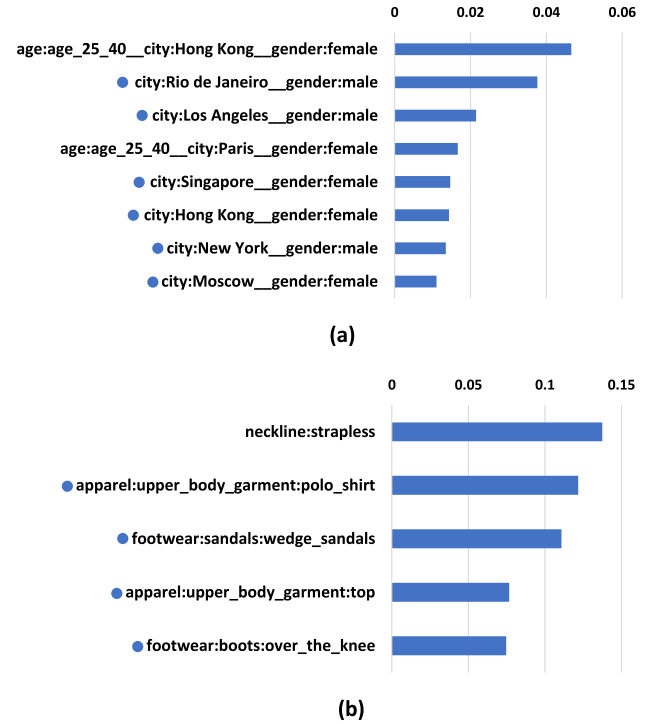 0 0.02 0.04 0.06
age:age_25_40__city:Hong Kong__gender:female
city:Rio de Janeiro__gender:male
city:Los Angeles__gender:male
age:age_25_40__city:Paris__gender:female
city:Singapore__gender:female
city:Hong Kong__gender:female
city:New York__gender:male
city:Moscow__gender:female
(a)
0 0.05 0.1 0.15
neckline:strapless
apparel:upper_body_garment:polo_shirt
footwear:sandals:wedge_sandals
apparel:upper_body_garment:top
footwear:boots:over_the_knee
(b)